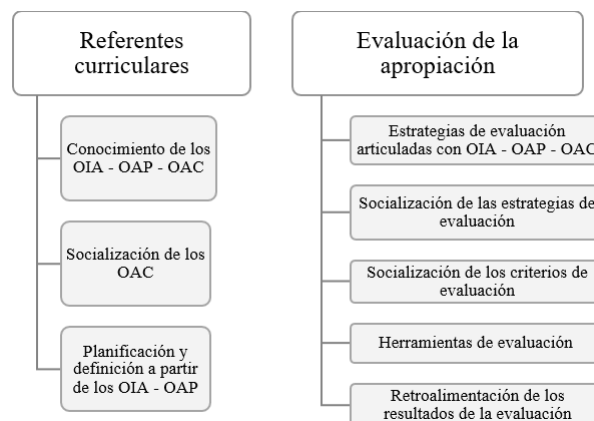 Referentes
curriculares
Conocimiento de los
OIA - OAP - OAC
Socialización de los
OAC
Planificación y
definición a partir
de los OIA - OAP
Evaluación de la
apropiación
Estrategias de evaluación
articuladas con OIA - OAP - OAC
Socialización de las estrategias de
evaluación
Socialización de los criterios de
evaluación
Herramientas de evaluación
Retroalimentación de los
resultados de la evaluación